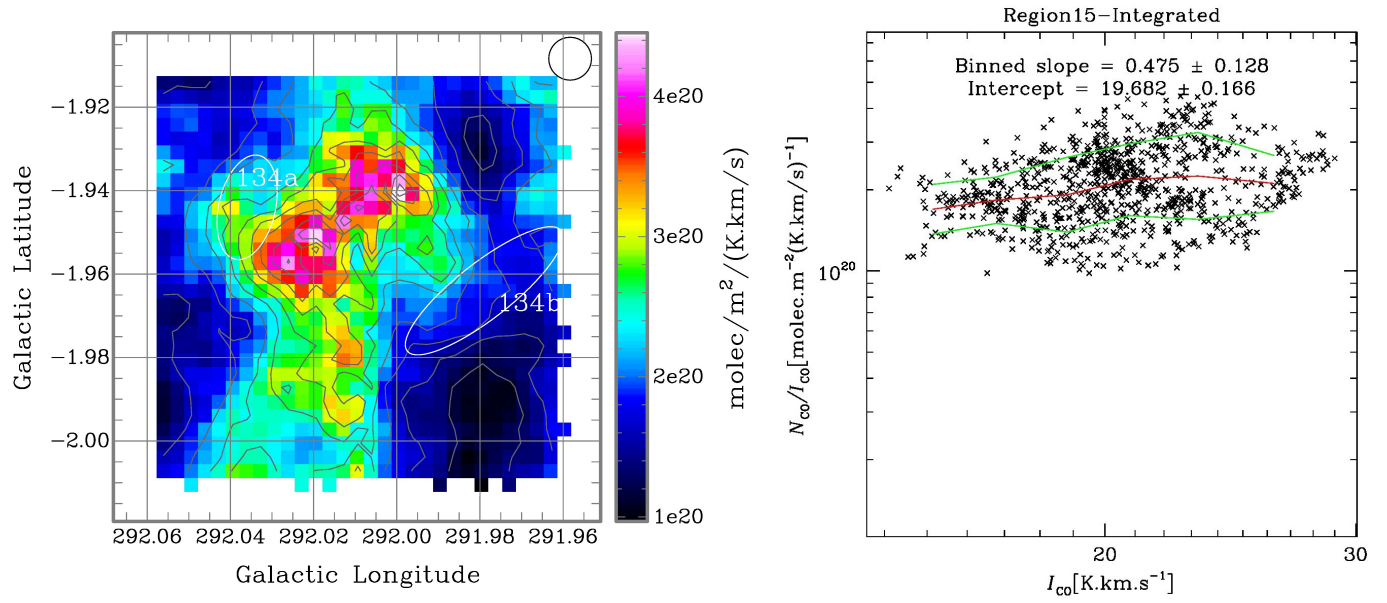 −1.92
−1.94
−1.96
−1.98
−2.00
Galactic Latitude
134a
134b
292.06 292.04 292.02 292.00 291.98 291.96
Galactic Longitude
4e20
3e20
2e20
1e20
molec/m²/(K.km/s)
Region15−Integrated
Binned slope = 0.475 ± 0.128
Intercept = 19.682 ± 0.166
10²⁰
N_CO/I_CO[molec.m⁻²(K.km/s)⁻¹]
20 30
I_CO[K.km.s⁻¹]